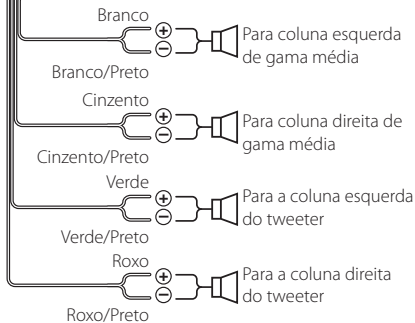 Branco
⊕
⊖
Para coluna esquerda
de gama média
Branco/Preto
Cinzento
⊕
⊖
Para coluna direita de
gama média
Cinzento/Preto
Verde
⊕
⊖
Para a coluna esquerda
do tweeter
Verde/Preto
Roxo
⊕
⊖
Para a coluna direita
do tweeter
Roxo/Preto